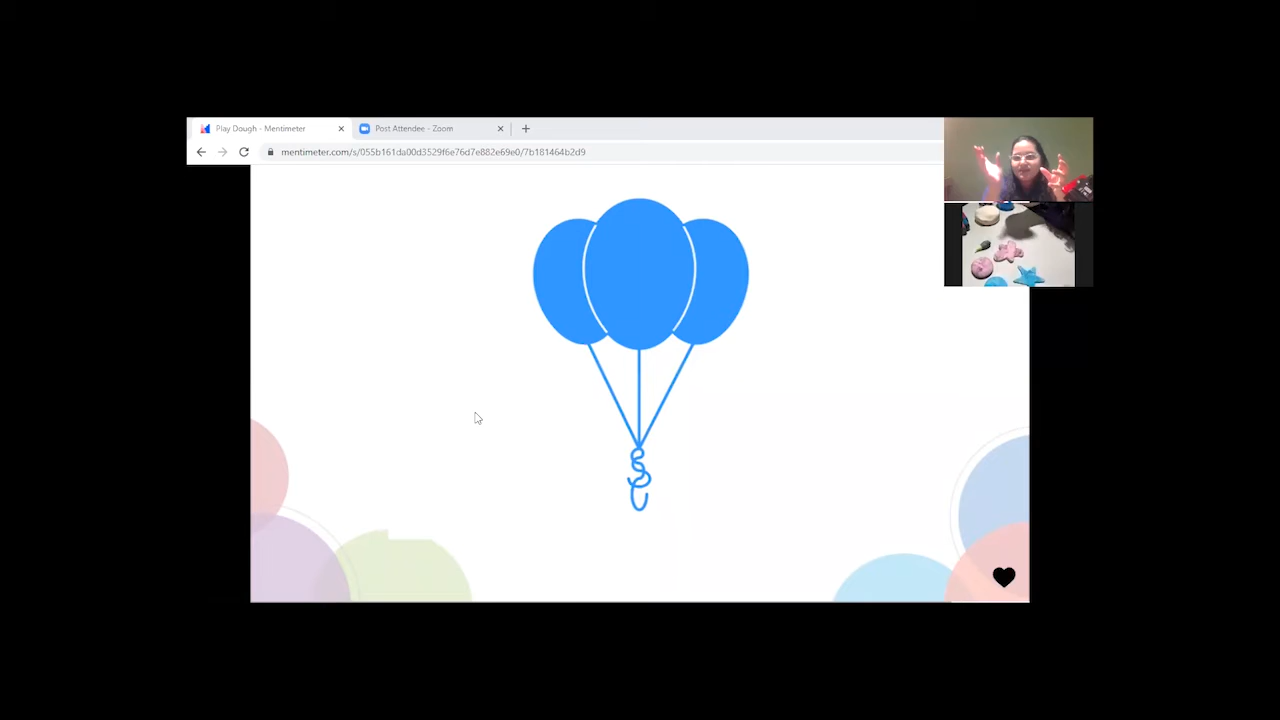 Play Dough - Mentimeter
Post Attendee - Zoom
mentimeter.com/s/055b161da00d3529f6e76d7e882e69e0/7b181464b2d9